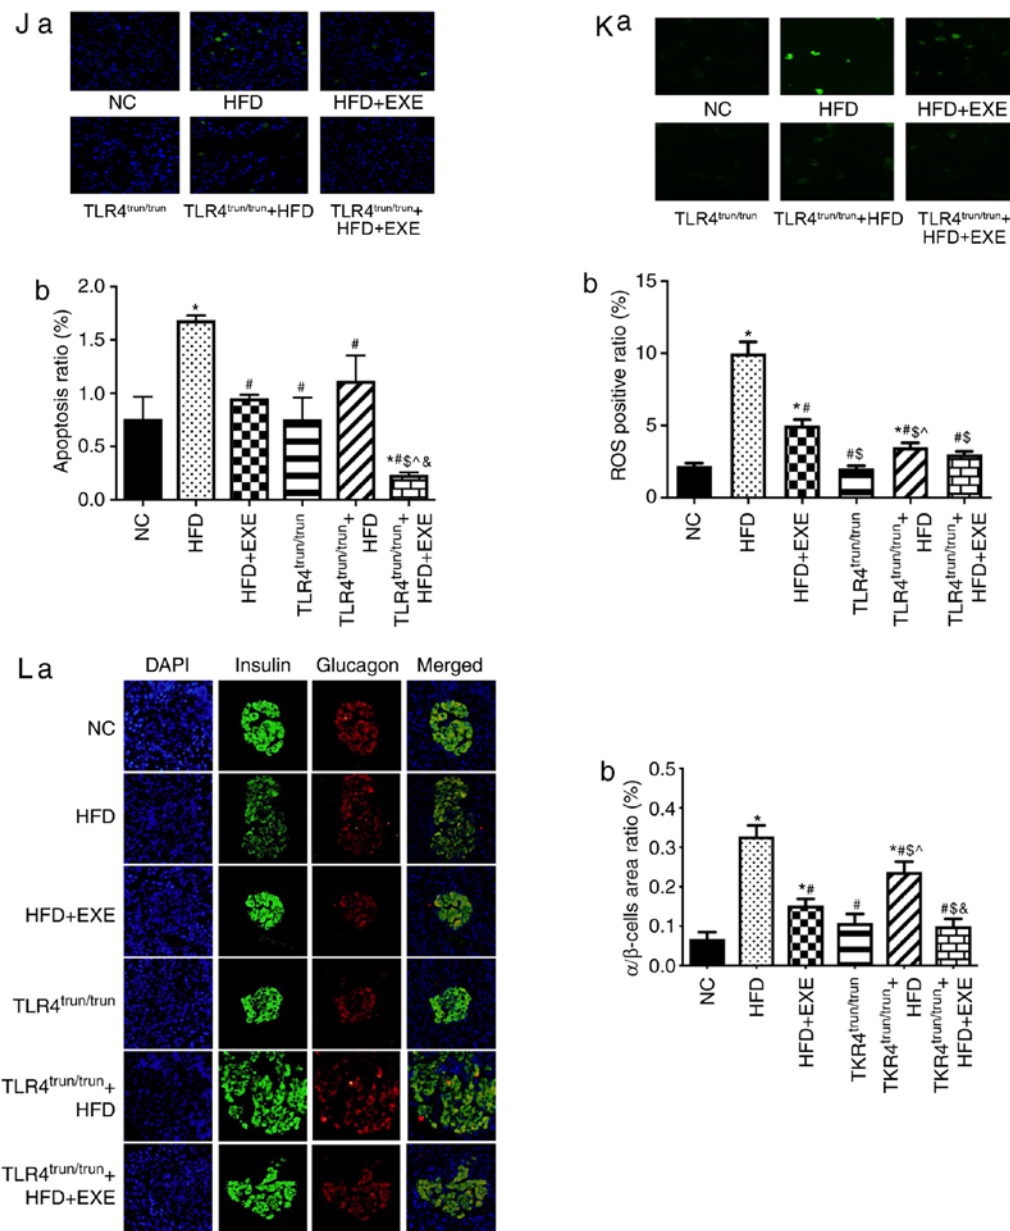 J a
NC HFD HFD+EXE
TLR4trun/trun TLR4trun/trun+HFD TLR4trun/trun+
HFD+EXE
K a
NC HFD HFD+EXE
TLR4trun/trun TLR4trun/trun+HFD TLR4trun/trun+
HFD+EXE
b
Apoptosis ratio (%)
2.0
1.5
1.0
0.5
0.0
*
#
#
#
*#$^&
NC
HFD
HFD+EXE
TLR4trun/trun
TLR4trun/trun+
HFD
TLR4trun/trun+
HFD+EXE
b
ROS positive ratio (%)
15
10
5
0
*
*#
#$
*#$^
#$
NC
HFD
HFD+EXE
TLR4trun/trun
TLR4trun/trun+
HFD
TLR4trun/trun+
HFD+EXE
L a
DAPI Insulin Glucagon Merged
NC
HFD
HFD+EXE
TLR4trun/trun
TLR4trun/trun+
HFD
TLR4trun/trun+
HFD+EXE
b
α/β-cells area ratio (%)
0.5
0.4
0.3
0.2
0.1
0.0
*
*#
#
*#$^
#$&
NC
HFD
HFD+EXE
TKR4trun/trun
TKR4trun/trun+
HFD
TKR4trun/trun+
HFD+EXE